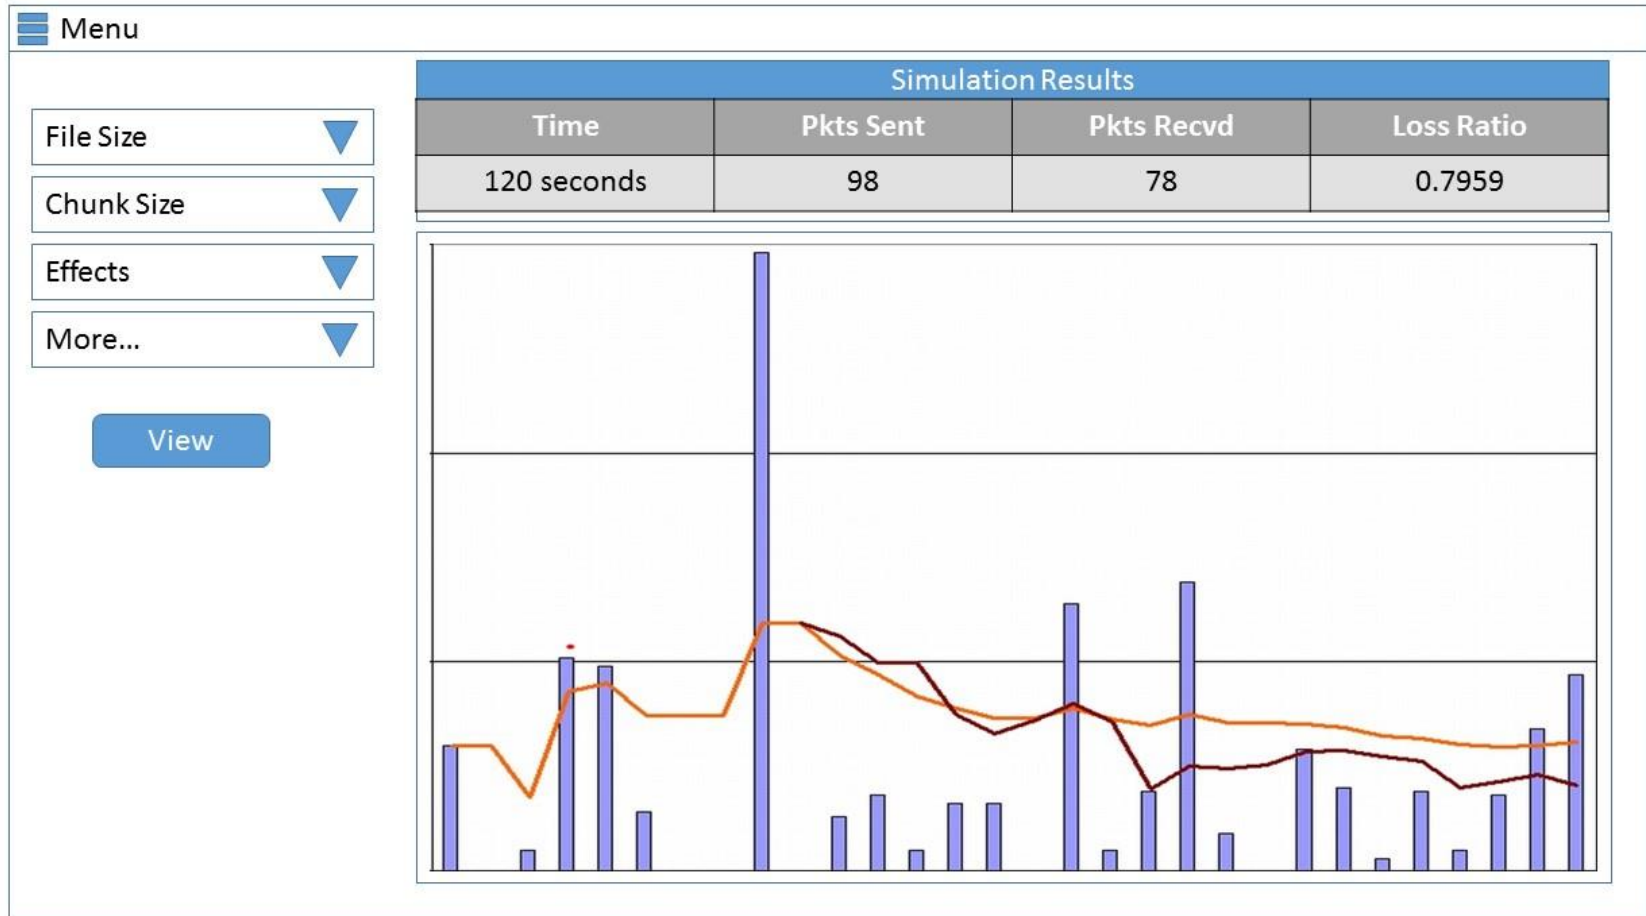 Menu
File Size
Chunk Size
Effects
More...
View
Simulation Results
Time Pkts Sent Pkts Recvd Loss Ratio
120 seconds 98 78 0.7959